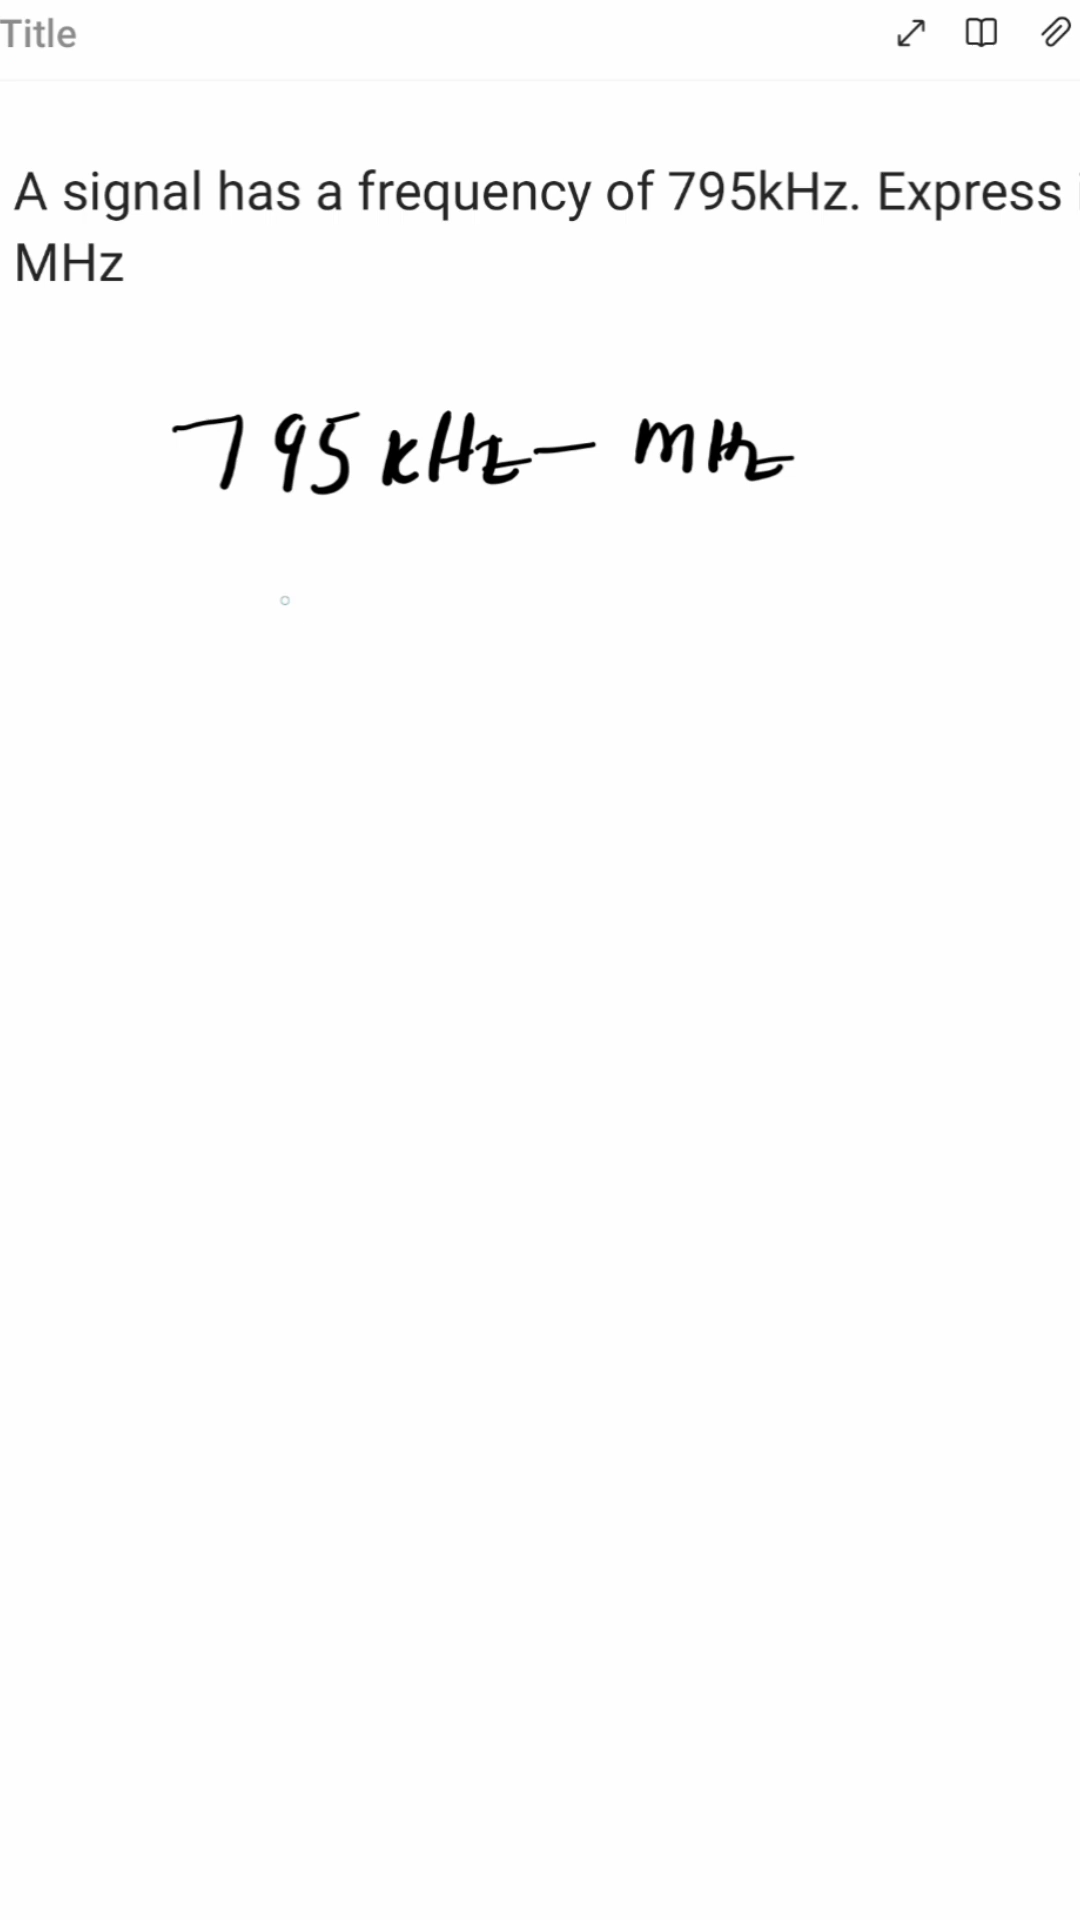 Title
A signal has a frequency of 795kHz. Express
MHz
795 kHz — MHz